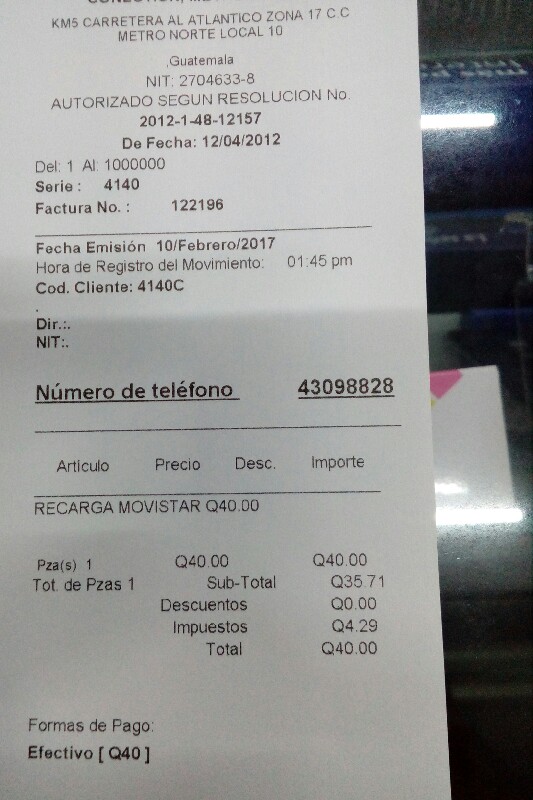 KM5 CARRETERA AL ATLANTICO ZONA 17 C.C
METRO NORTE LOCAL 10
,Guatemala
NIT: 2704633-8
AUTORIZADO SEGUN RESOLUCION No.
2012-1-48-12157
De Fecha: 12/04/2012
Del: 1 Al: 1000000
Serie : 4140
Factura No. : 122196
Fecha Emisión 10/Febrero/2017
Hora de Registro del Movimiento: 01:45 pm
Cod. Cliente: 4140C
.
Dir.:.
NIT:.
Número de teléfono 43098828
Articulo Precio Desc. Importe
RECARGA MOVISTAR Q40.00
Pza(s) 1 Q40.00 Q40.00
Tot. de Pzas 1 Sub-Total Q35.71
Descuentos Q0.00
Impuestos Q4.29
Total Q40.00
Formas de Pago:
Efectivo [ Q40 ]